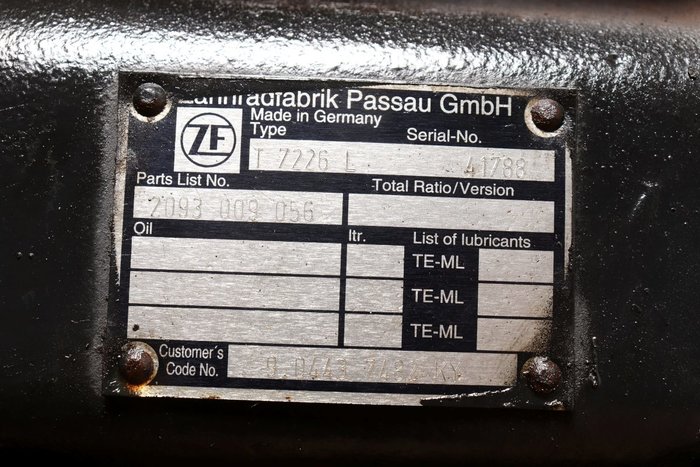 Zahnradfabrik Passau GmbH
ZF
Made in Germany
Type Serial-No.
T 7226 L 41788
Parts List No. Total Ratio/Version
2093 009 056
Oil ltr. List of lubricants
TE-ML
TE-ML
TE-ML
Customer´s
Code No.